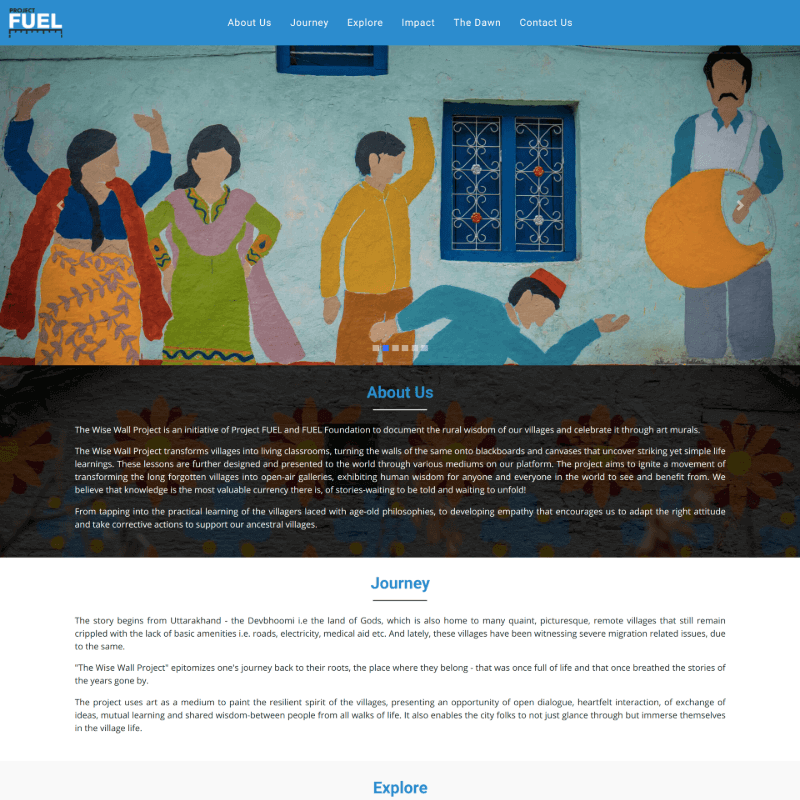 PROJECT
FUEL
About Us
Journey
Explore
Impact
The Dawn
Contact Us
About Us
The Wise Wall Project is an initiative of Project FUEL and FUEL Foundation to document the rural wisdom of our villages and celebrate it through art murals.
The Wise Wall Project transforms villages into living classrooms, turning the walls of the same onto blackboards and canvases that uncover striking yet simple life
learnings. These lessons are further designed and presented to the world through various mediums on our platform. The project aims to ignite a movement of
transforming the long forgotten villages into open-air galleries, exhibiting human wisdom for anyone and everyone in the world to see and benefit from. We
believe that knowledge is the most valuable currency there is, of stories-waiting to be told and waiting to unfold!
From tapping into the practical learning of the villagers laced with age-old philosophies, to developing empathy that encourages us to adapt the right attitude
and take corrective actions to support our ancestral villages.
Journey
The story begins from Uttarakhand - the Devbhoomi i.e the land of Gods, which is also home to many quaint, picturesque, remote villages that still remain
crippled with the lack of basic amenities i.e. roads, electricity, medical aid etc. And lately, these villages have been witnessing severe migration related issues, due
to the same.
"The Wise Wall Project" epitomizes one's journey back to their roots, the place where they belong - that was once full of life and that once breathed the stories of
the years gone by.
The project uses art as a medium to paint the resilient spirit of the villages, presenting an opportunity of open dialogue, heartfelt interaction, of exchange of
ideas, mutual learning and shared wisdom-between people from all walks of life. It also enables the city folks to not just glance through but immerse themselves
in the village life.
Explore